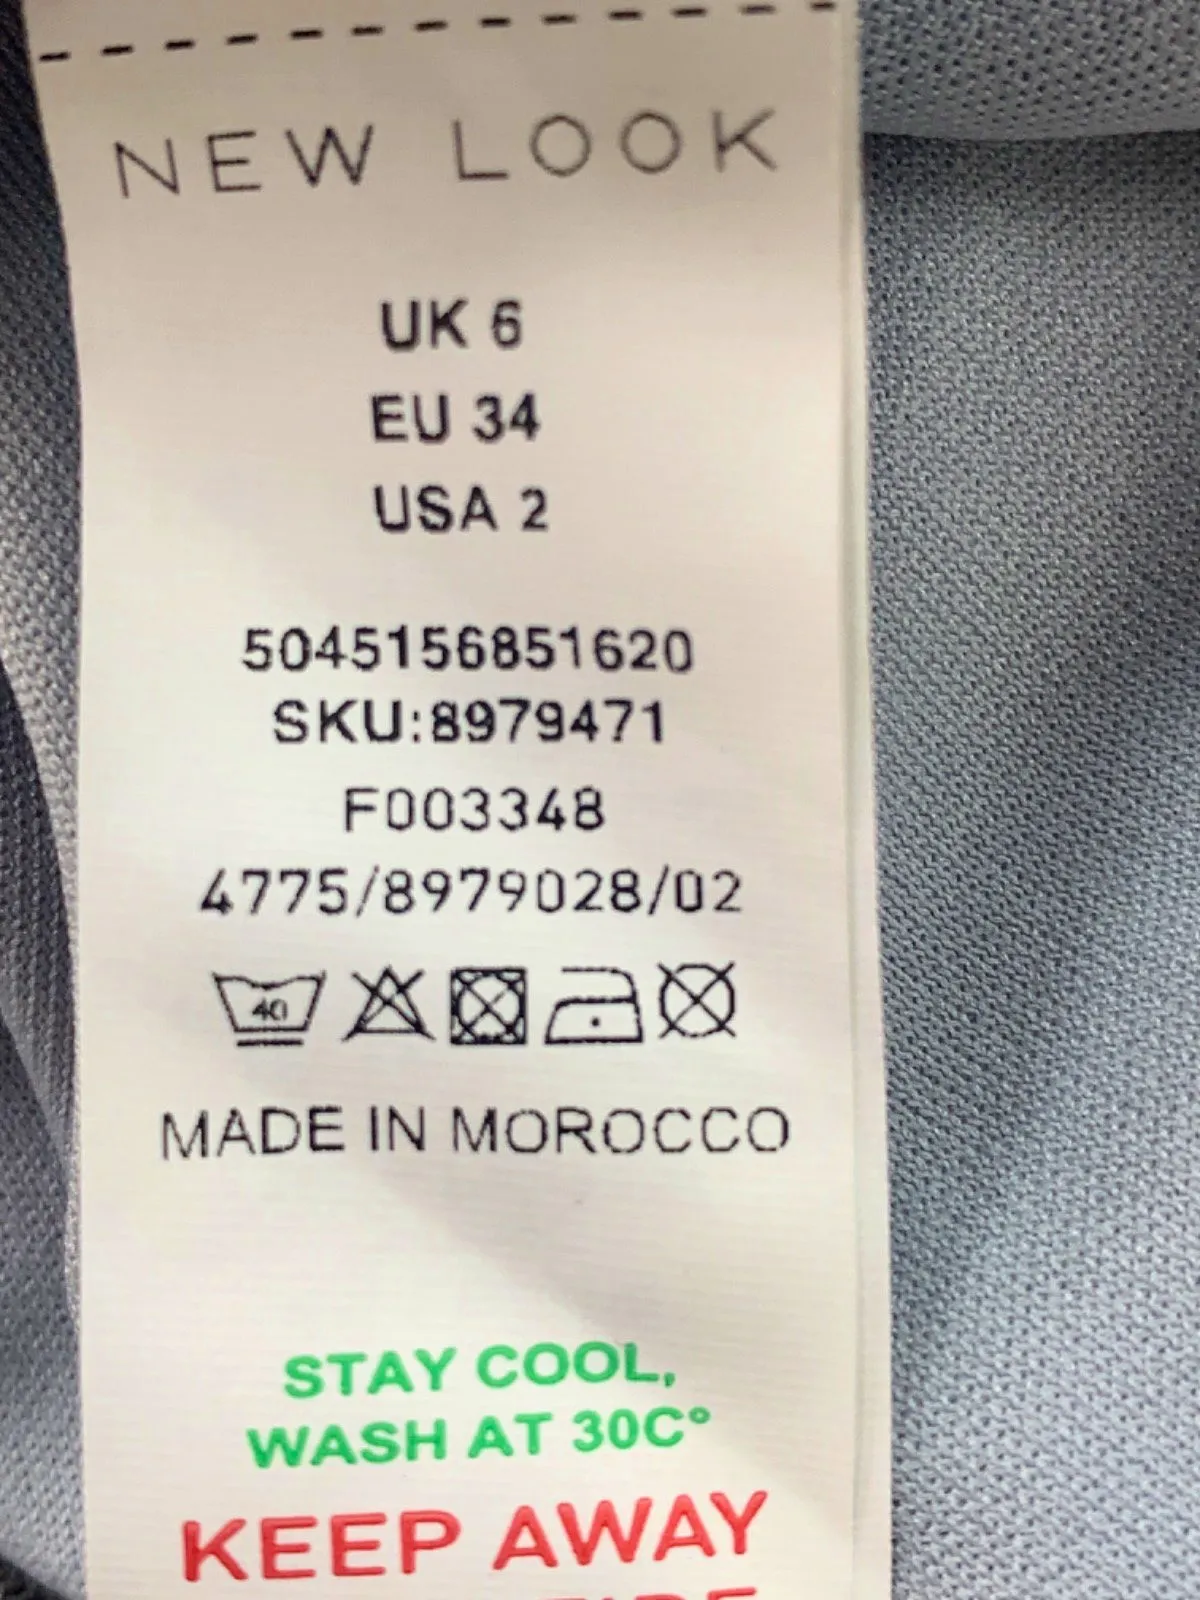 NEW LOOK
UK 6
EU 34
USA 2
5045156851620
SKU:8979471
F003348
4775/8979028/02
40
MADE IN MOROCCO
STAY COOL,
WASH AT 30C°
KEEP AWAY